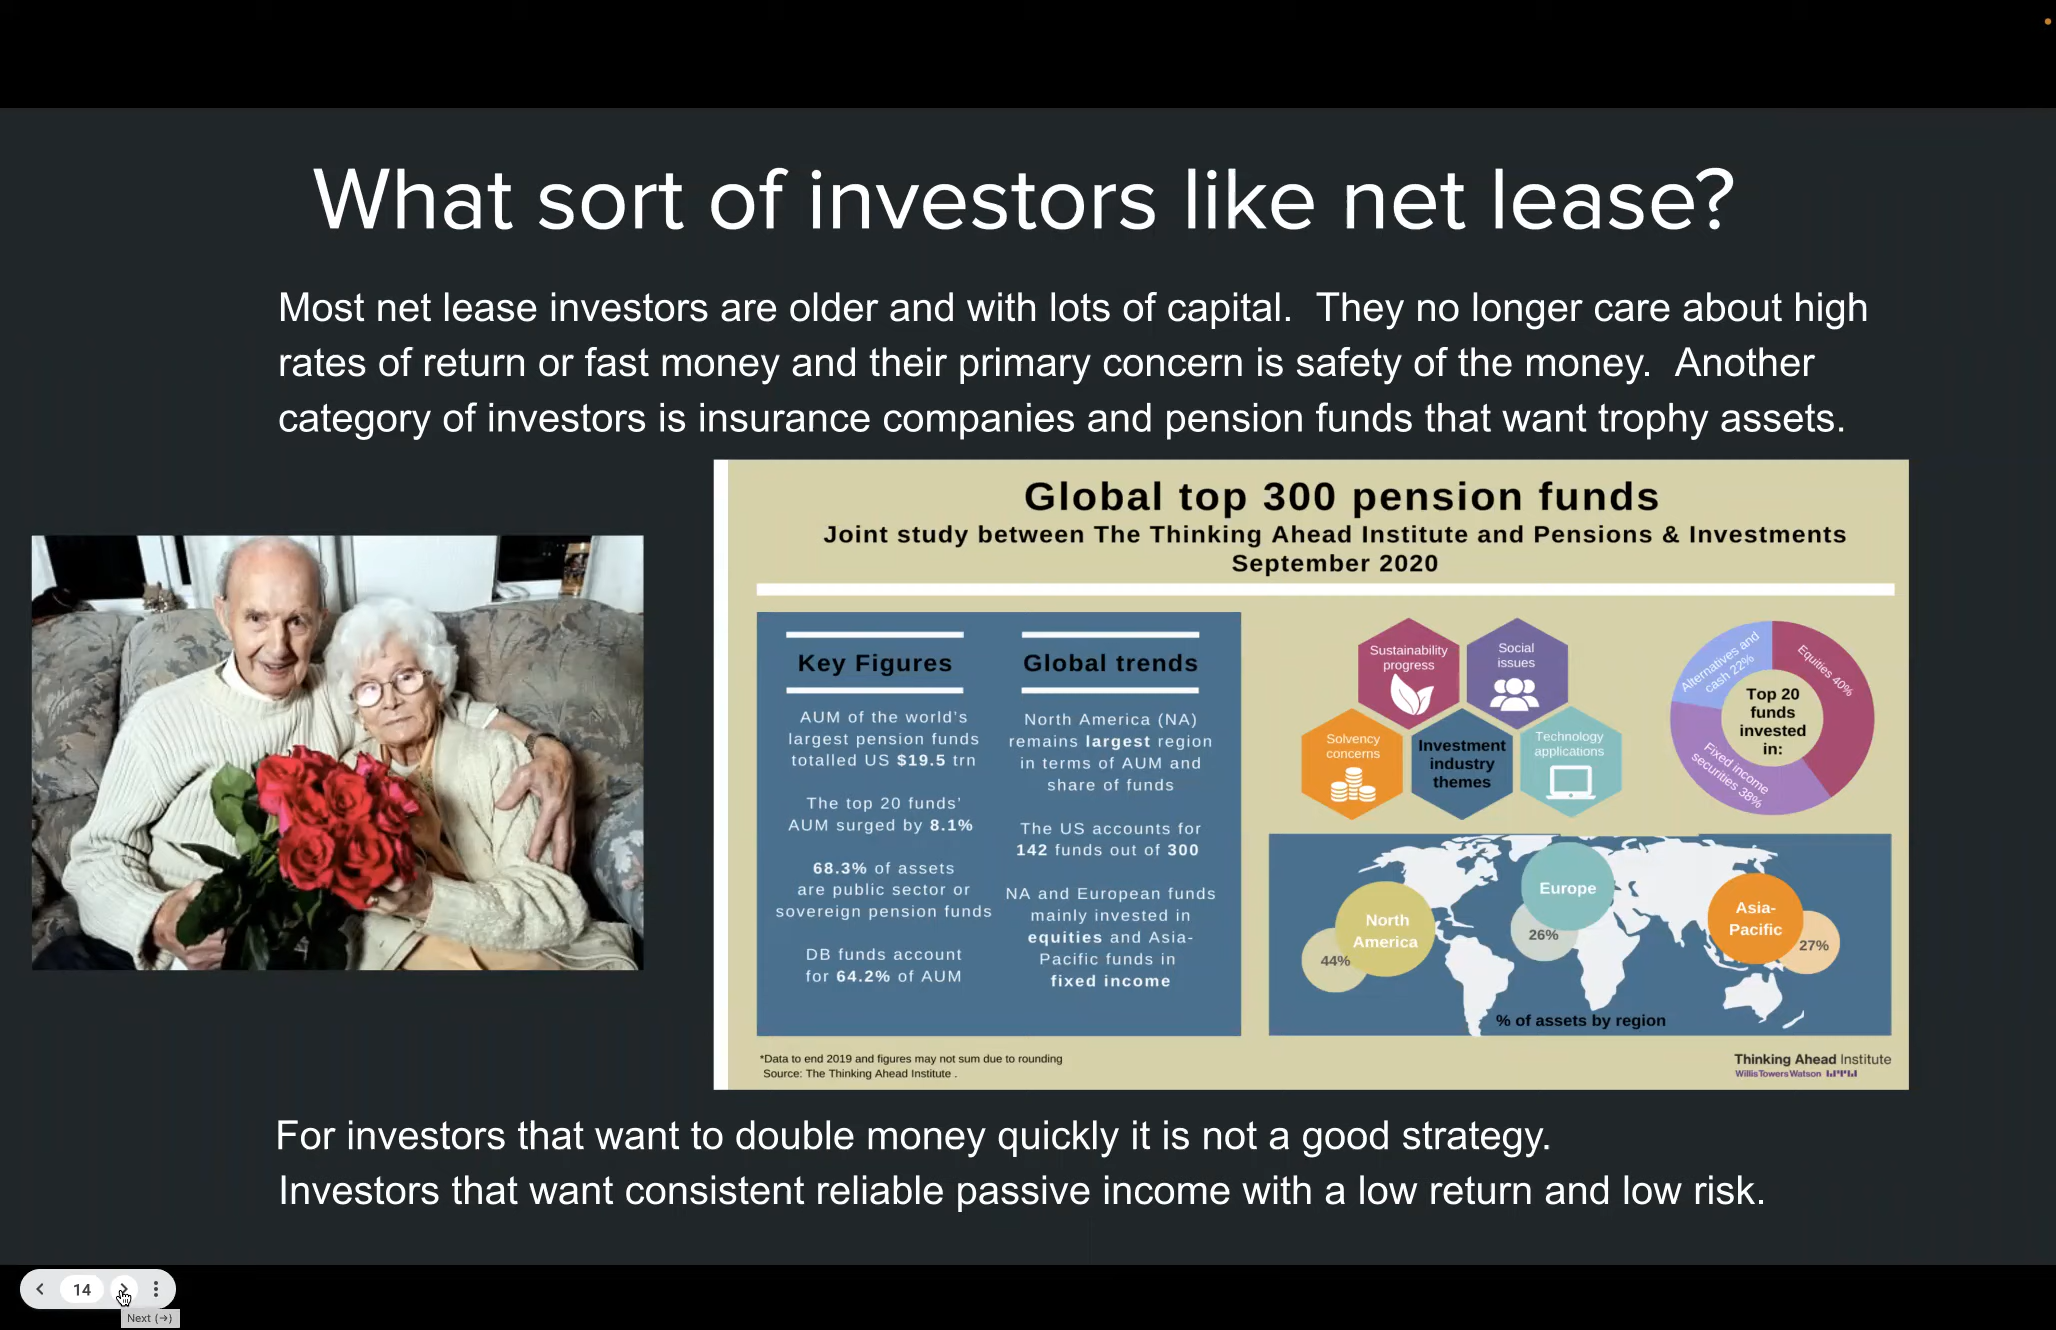 What sort of investors like net lease?
Most net lease investors are older and with lots of capital.  They no longer care about high
rates of return or fast money and their primary concern is safety of the money.  Another
category of investors is insurance companies and pension funds that want trophy assets.
Global top 300 pension funds
Joint study between The Thinking Ahead Institute and Pensions & Investments
September 2020
Key Figures
AUM of the world's
largest pension funds
totalled US $19.5 trn
The top 20 funds'
AUM surged by 8.1%
68.3% of assets
are public sector or
sovereign pension funds
DB funds account
for 64.2% of AUM
Global trends
North America (NA)
remains largest region
in terms of AUM and
share of funds
The US accounts for
142 funds out of 300
NA and European funds
mainly invested in
equities and Asia-
Pacific funds in
fixed income
Sustainability
progress
Social
issues
Solvency
concerns
Investment
industry
themes
Technology
applications
Alternatives and
cash 22%
Equities 40%
Fixed income
securities 38%
Top 20
funds
invested
in:
North
America
44%
Europe
26%
Asia-
Pacific
27%
% of assets by region
*Data to end 2019 and figures may not sum due to rounding
Source: The Thinking Ahead Institute .
Thinking Ahead Institute
WillisTowersWatson
For investors that want to double money quickly it is not a good strategy.
Investors that want consistent reliable passive income with a low return and low risk.
14
Next (→)